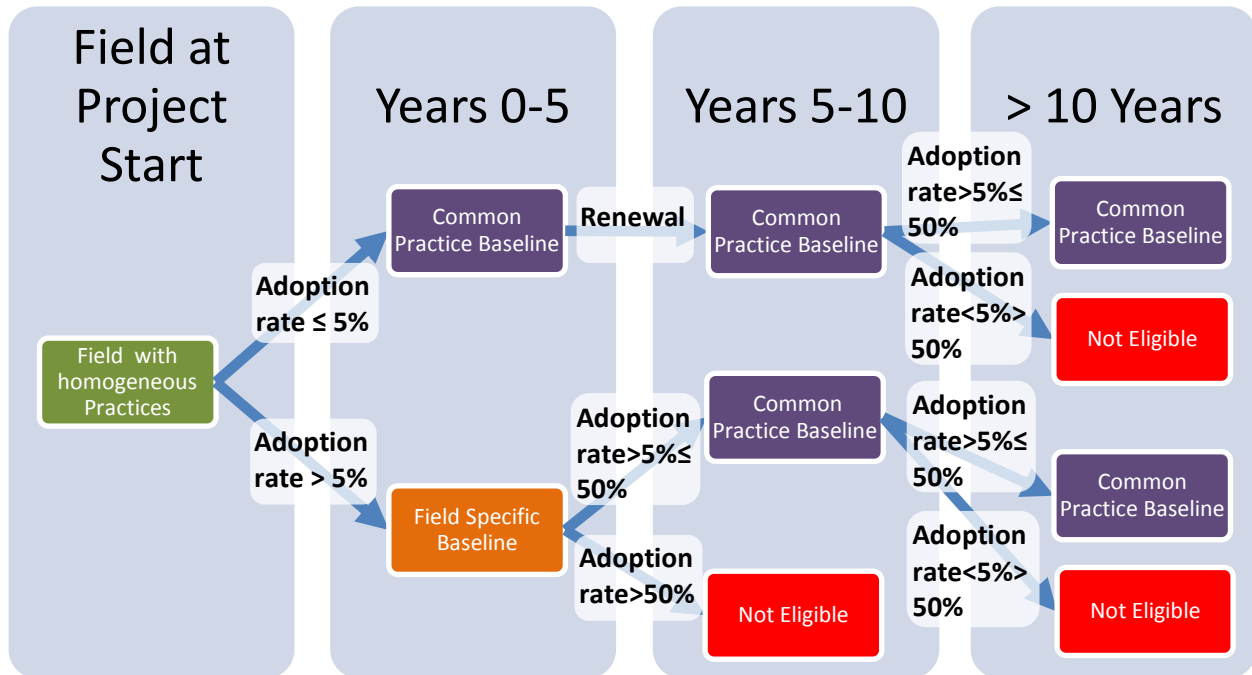 Field at
Project
Start
Field with
homogeneous
Practices
Adoption
rate ≤ 5%
Adoption
rate > 5%
Years 0-5
Common
Practice Baseline
Field Specific
Baseline
Renewal
Adoption
rate>5%≤
50%
Adoption
rate>50%
Years 5-10
Common
Practice Baseline
Common
Practice Baseline
Not Eligible
Adoption
rate>5%≤
50%
Adoption
rate<5%>
50%
Adoption
rate>5%≤
50%
Adoption
rate<5%>
50%
> 10 Years
Common
Practice Baseline
Not Eligible
Common
Practice Baseline
Not Eligible